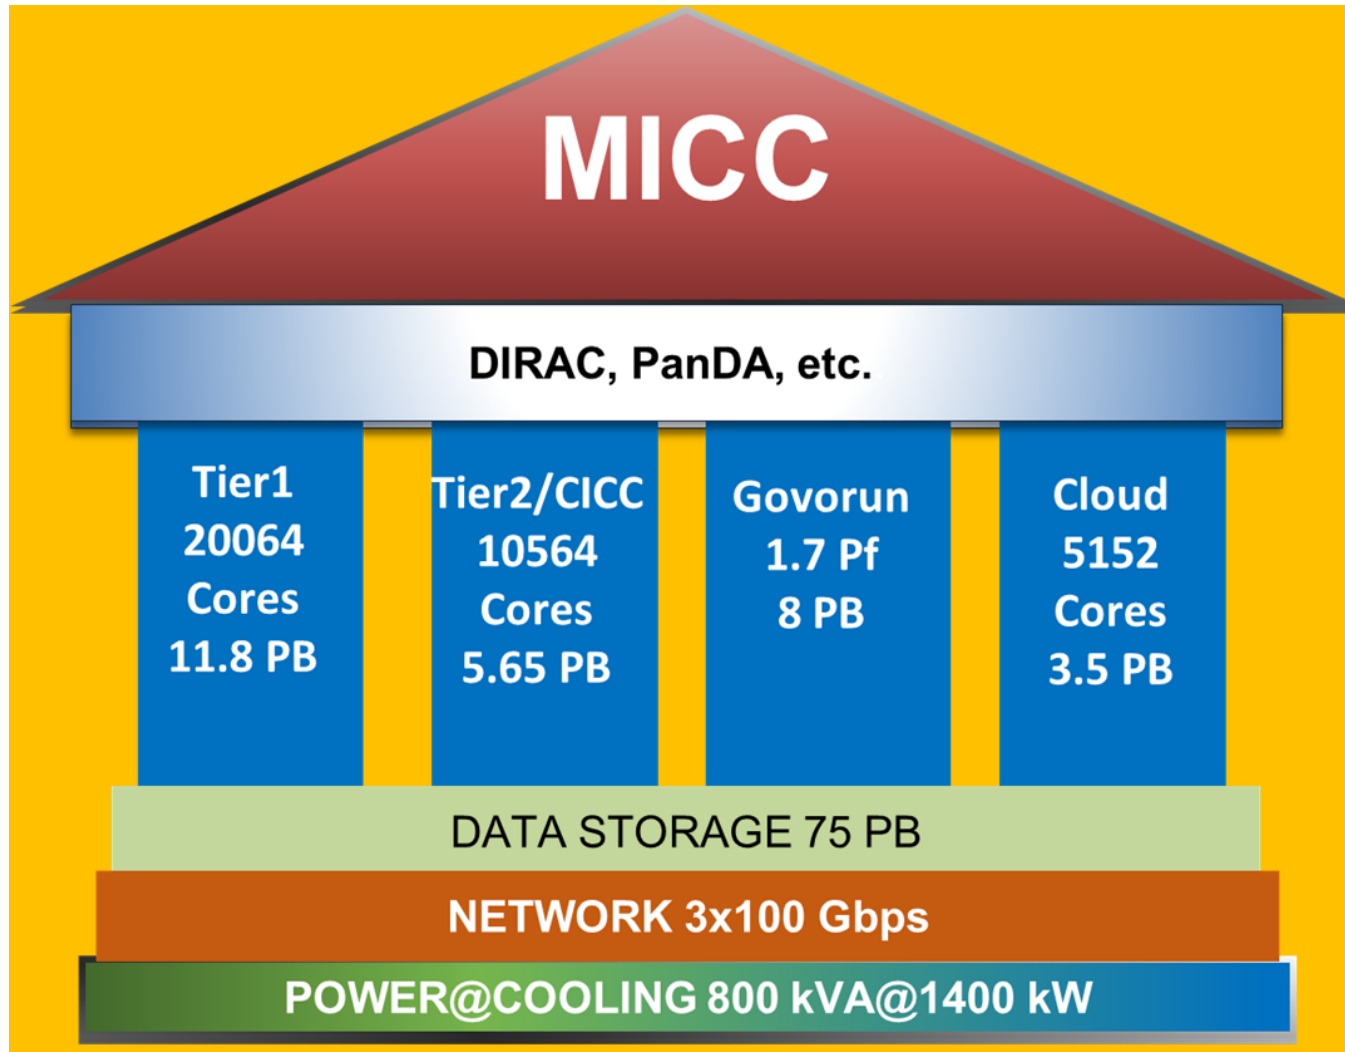 MICC
DIRAC, PanDA, etc.
Tier1
20064
Cores
11.8 PB
Tier2/CICC
10564
Cores
5.65 PB
Govorun
1.7 Pf
8 PB
Cloud
5152
Cores
3.5 PB
DATA STORAGE 75 PB
NETWORK 3x100 Gbps
POWER@COOLING 800 kVA@1400 kW